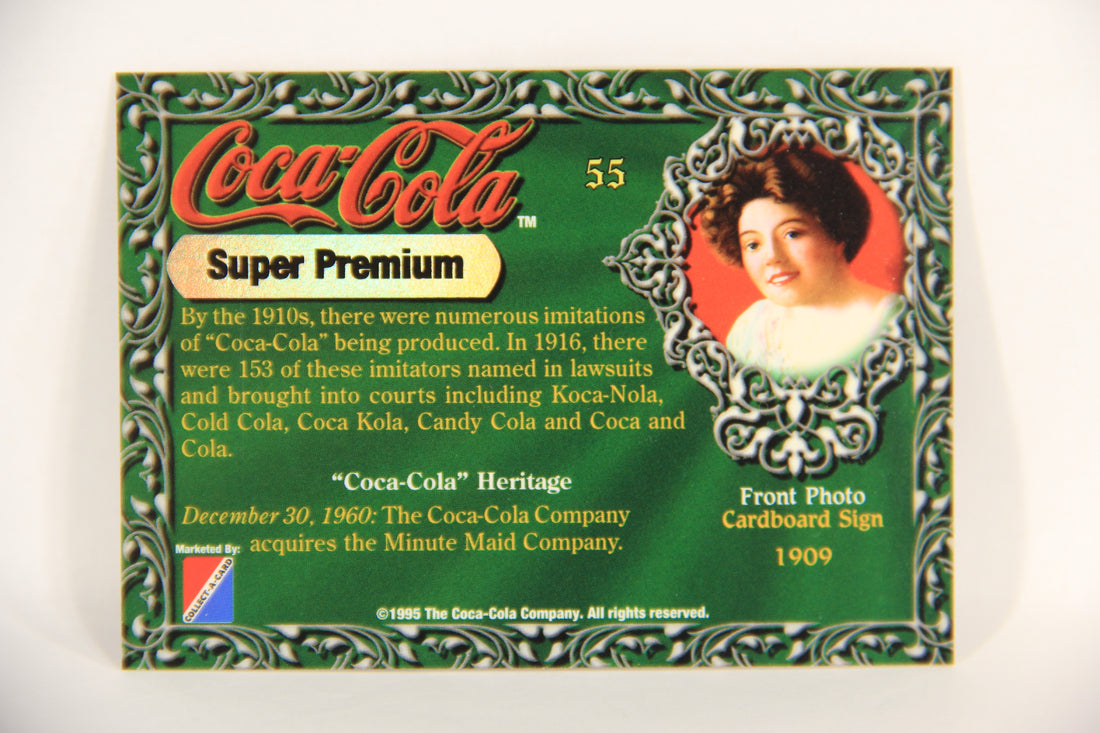 Coca-Cola TM
55
Super Premium
By the 1910s, there were numerous imitations
of “Coca-Cola” being produced. In 1916, there
were 153 of these imitators named in lawsuits
and brought into courts including Koca-Nola,
Cold Cola, Coca Kola, Candy Cola and Coca and
Cola.
“Coca-Cola” Heritage
December 30, 1960: The Coca-Cola Company
acquires the Minute Maid Company.
Marketed By:
COLLECT-A-CARD
Front Photo
Cardboard Sign
1909
©1995 The Coca-Cola Company. All rights reserved.